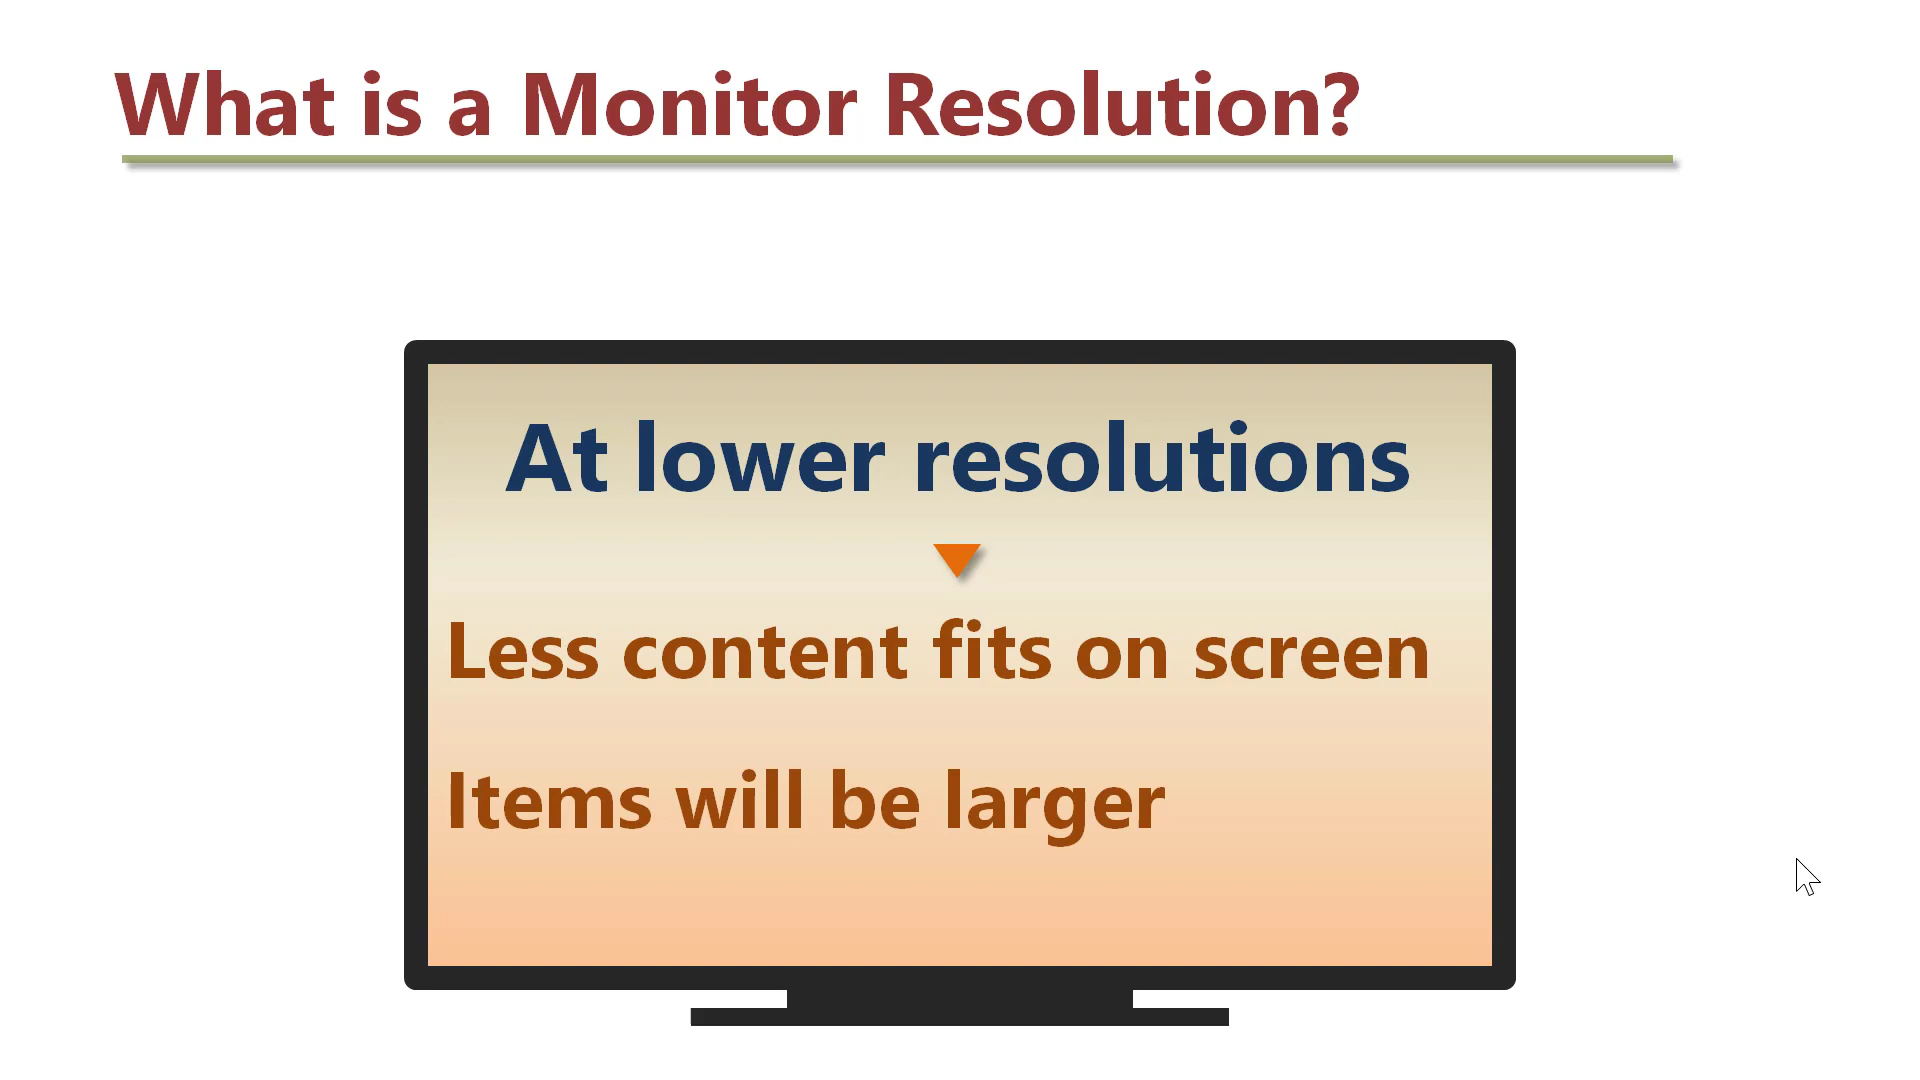 What is a Monitor Resolution?
At lower resolutions
Less content fits on screen
Items will be larger